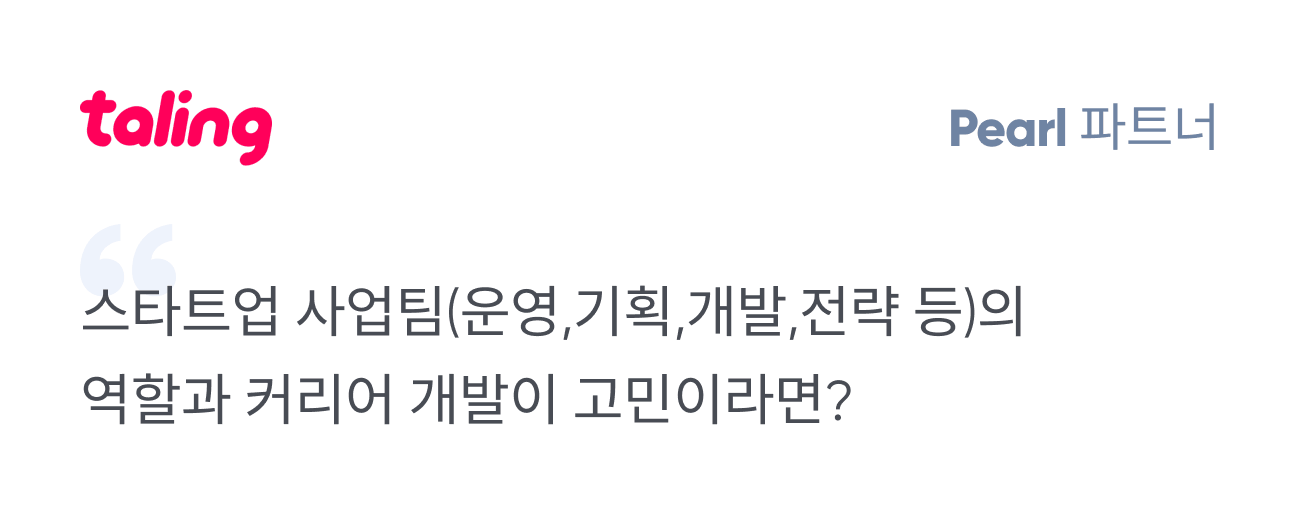 taling
Pearl 파트너
“
스타트업 사업팀(운영,기획,개발,전략 등)의
역할과 커리어 개발이 고민이라면?